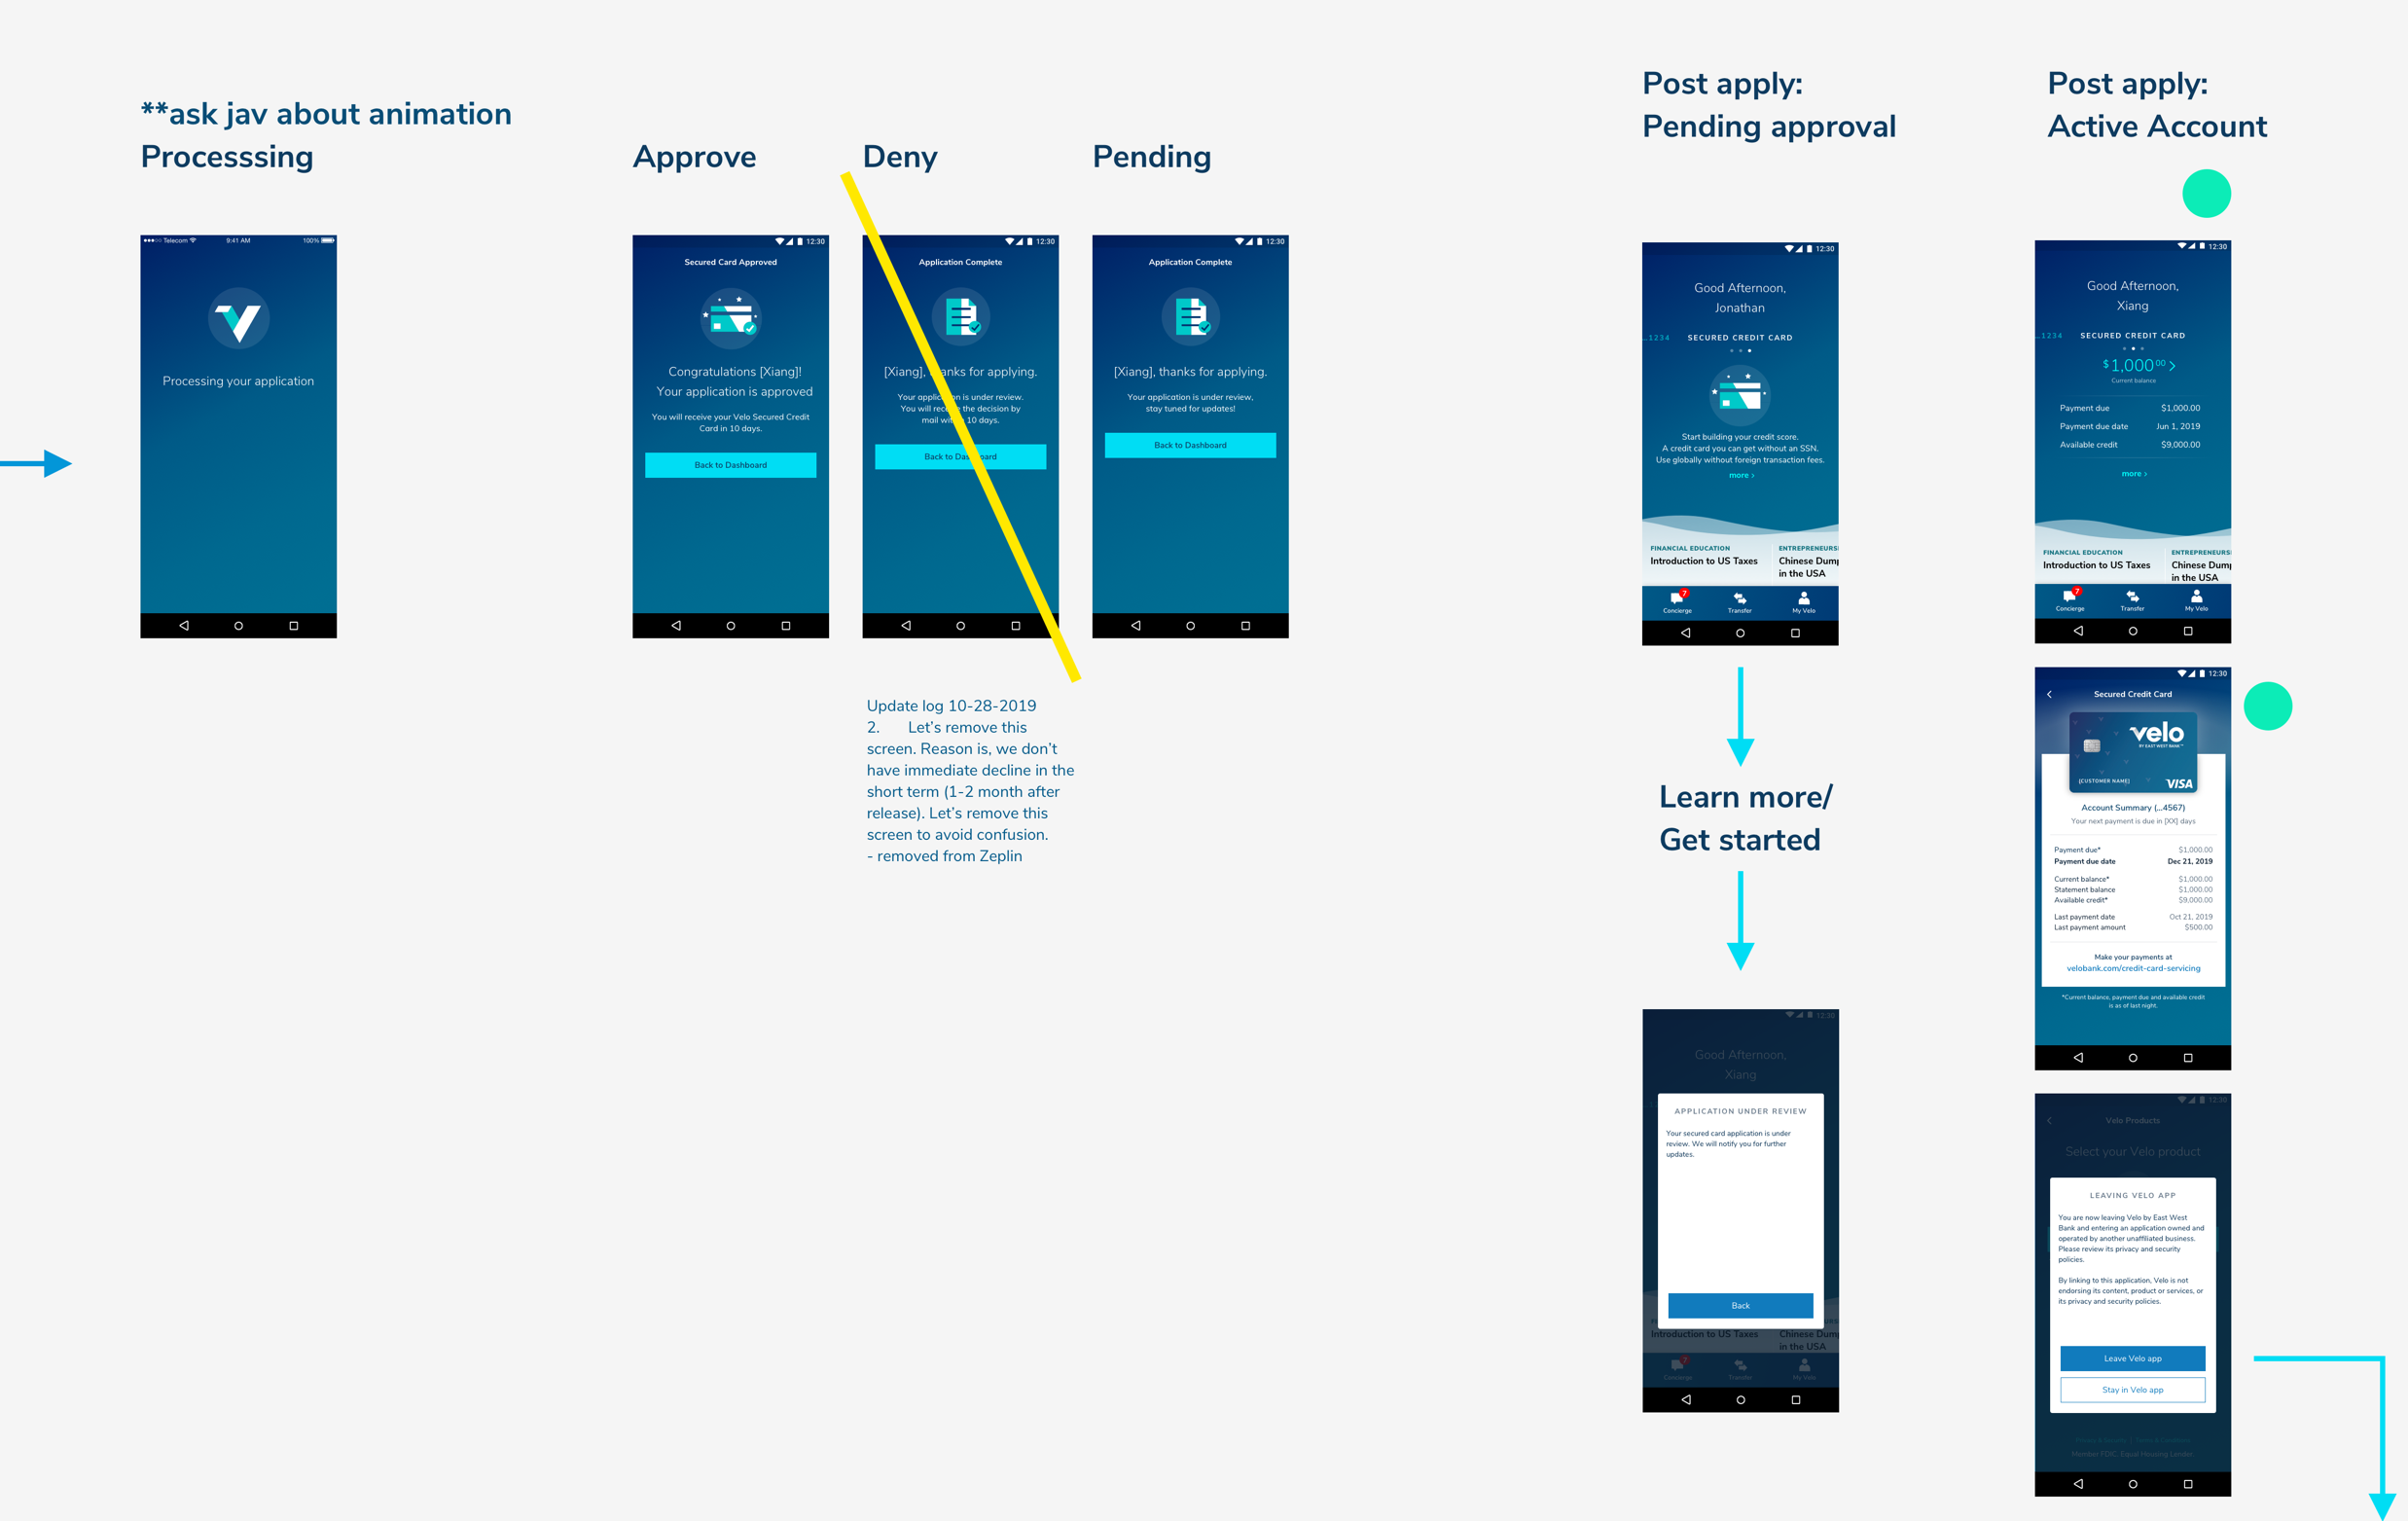 **ask jav about animation
Processsing
Telecom 9:41 AM 100%
Processing your application
Approve
12:30
Secured Card Approved
Congratulations [Xiang]!
Your application is approved
You will receive your Velo Secured Credit
Card in 10 days.
Back to Dashboard
Deny
12:30
Application Complete
[Xiang], thanks for applying.
Your application is under review.
You will receive the decision by
mail within 10 days.
Back to Dashboard
Update log 10-28-2019
2. Let’s remove this
screen. Reason is, we don’t
have immediate decline in the
short term (1-2 month after
release). Let’s remove this
screen to avoid confusion.
- removed from Zeplin
Pending
12:30
Application Complete
[Xiang], thanks for applying.
Your application is under review,
stay tuned for updates!
Back to Dashboard
Post apply:
Pending approval
12:30
Good Afternoon,
Jonathan
...1234 SECURED CREDIT CARD
Start building your credit score.
A credit card you can get without an SSN.
Use globally without foreign transaction fees.
more >
FINANCIAL EDUCATION
Introduction to US Taxes
ENTREPRENEURS
Chinese Dump
in the USA
7
Concierge Transfer My Velo
Learn more/
Get started
12:30
Good Afternoon,
Xiang
APPLICATION UNDER REVIEW
Your secured card application is under
review. We will notify you for further
updates.
Back
Introduction to US Taxes
Chinese Dump
in the USA
7
Concierge Transfer My Velo
Post apply:
Active Account
12:30
Good Afternoon,
Xiang
...1234 SECURED CREDIT CARD
$1,000.00 >
Current balance
Payment due $1,000.00
Payment due date Jun 1, 2019
Available credit $9,000.00
more >
FINANCIAL EDUCATION
Introduction to US Taxes
ENTREPRENEURS
Chinese Dump
in the USA
7
Concierge Transfer My Velo
12:30
Secured Credit Card
velo
BY EAST WEST BANK™
[CUSTOMER NAME]
VISA
Account Summary (...4567)
Your next payment is due in [XX] days
Payment due* $1,000.00
Payment due date Dec 21, 2019
Current balance* $1,000.00
Statement balance $1,000.00
Available credit* $9,000.00
Last payment date Oct 21, 2019
Last payment amount $500.00
Make your payments at
velobank.com/credit-card-servicing
*Current balance, payment due and available credit
is as of last night.
12:30
Velo Products
Select your Velo product
LEAVING VELO APP
You are now leaving Velo by East West
Bank and entering an application owned and
operated by another unaffiliated business.
Please review its privacy and security
policies.
By linking to this application, Velo is not
endorsing its content, product or services, or
its privacy and security policies.
Leave Velo app
Stay in Velo app
Member FDIC. Equal Housing Lender